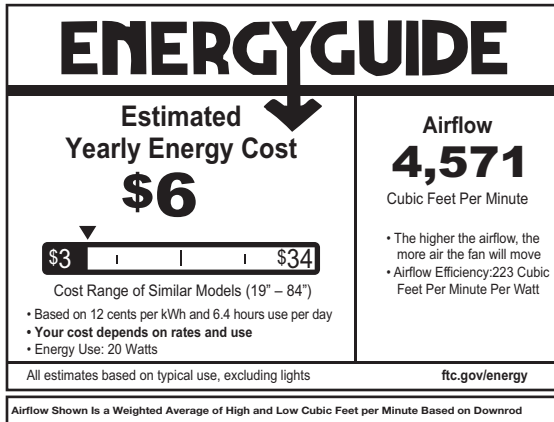 ENERGYGUIDE
Estimated
Yearly Energy Cost
$6
$3
$34
Cost Range of Similar Models (19” – 84”)
• Based on 12 cents per kWh and 6.4 hours use per day
• Your cost depends on rates and use
• Energy Use: 20 Watts
Airflow
4,571
Cubic Feet Per Minute
• The higher the airflow, the
more air the fan will move
• Airflow Efficiency:223 Cubic
Feet Per Minute Per Watt
All estimates based on typical use, excluding lights
ftc.gov/energy
Airflow Shown Is a Weighted Average of High and Low Cubic Feet per Minute Based on Downrod